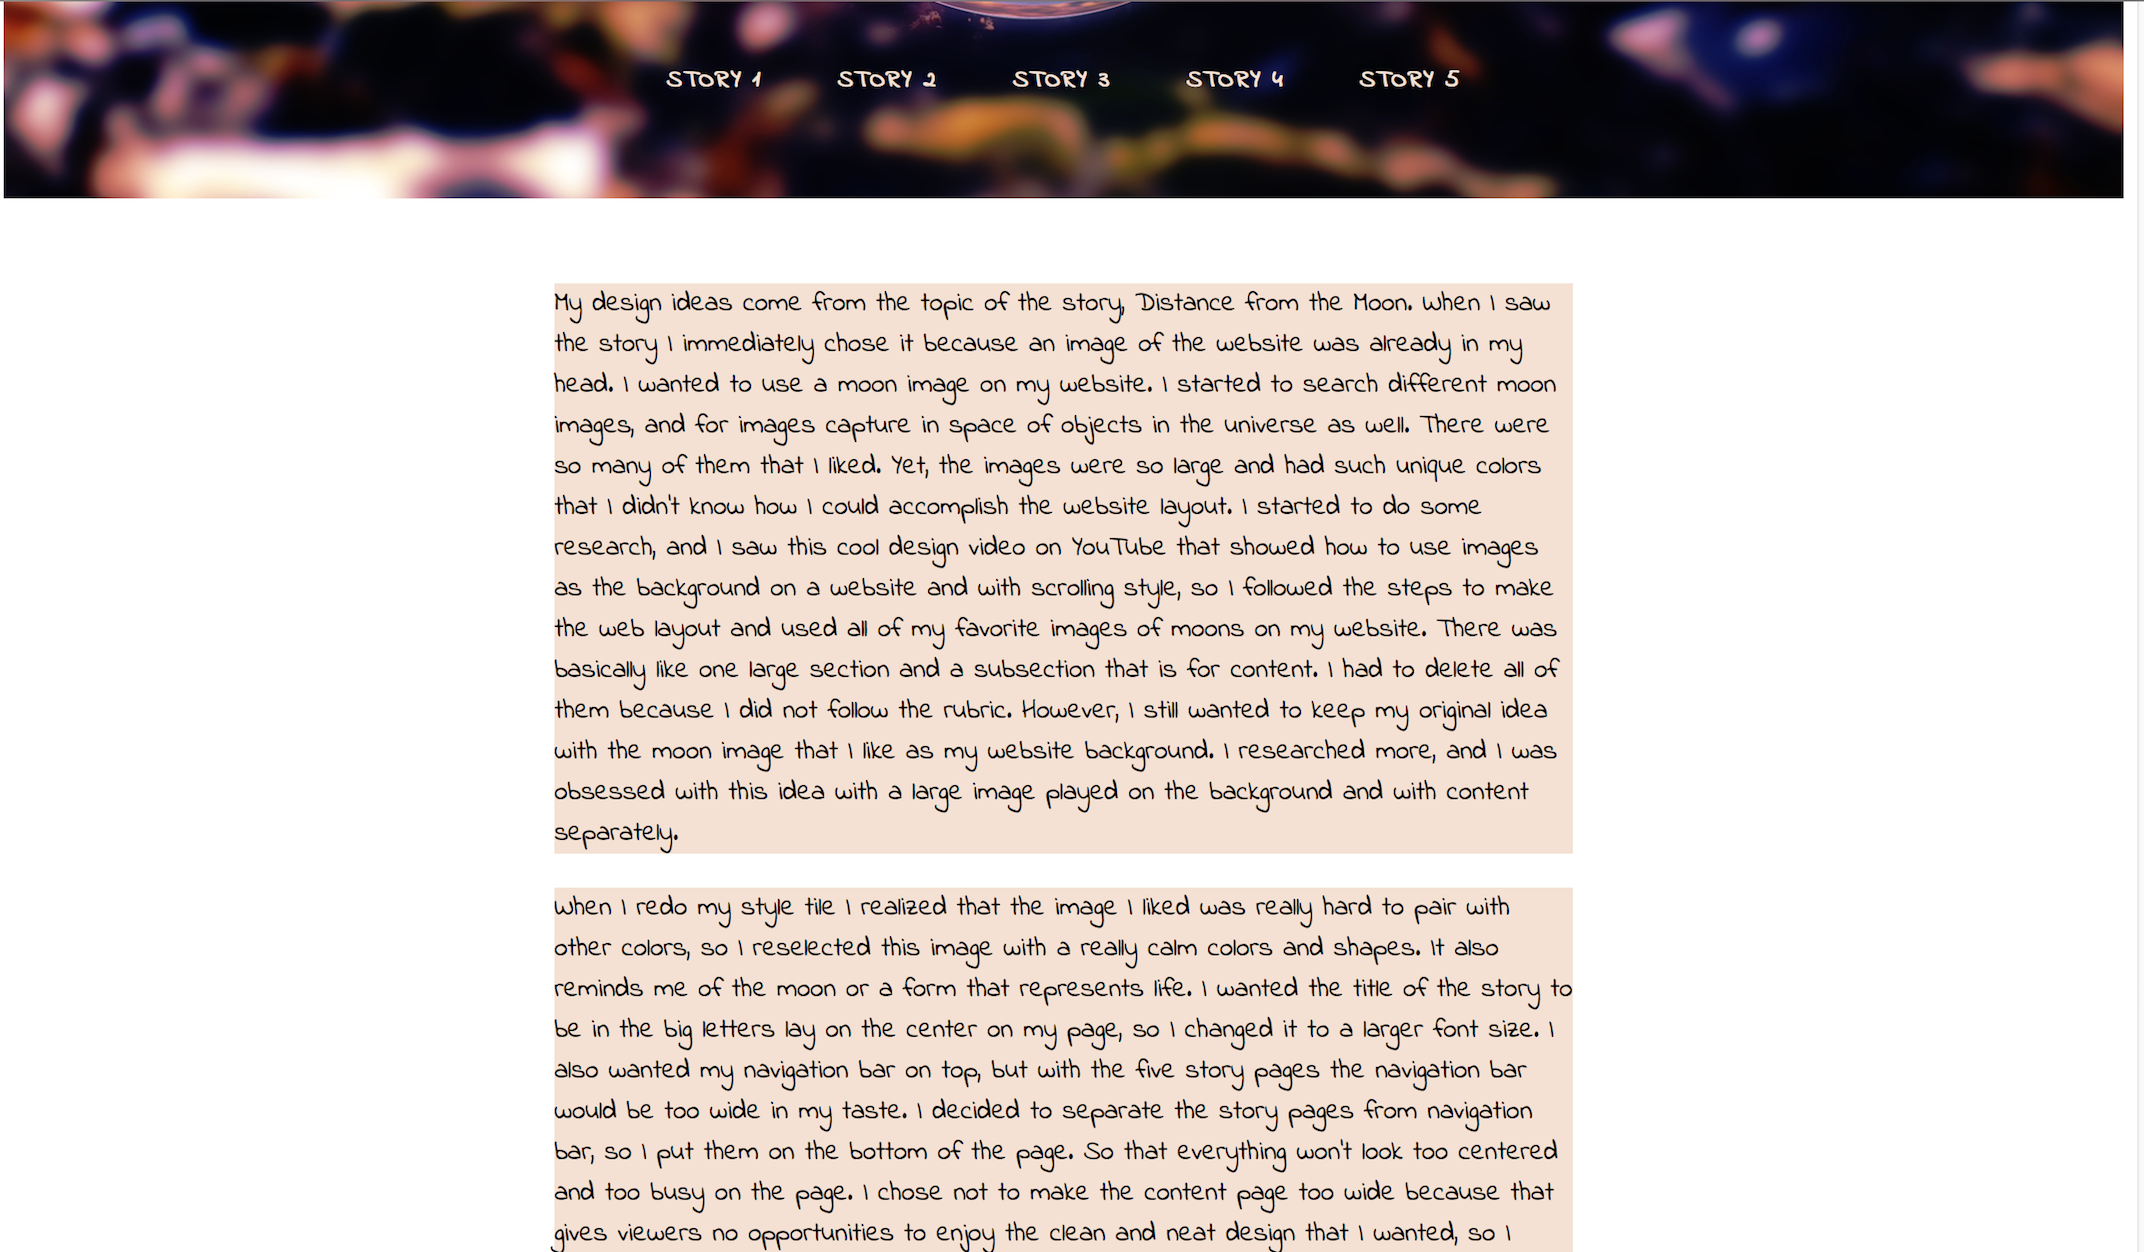 STORY 1 STORY 2 STORY 3 STORY 4 STORY 5
My design ideas come from the topic of the story, Distance from the Moon. When I saw
the story I immediately chose it because an image of the website was already in my
head. I wanted to use a moon image on my website. I started to search different moon
images, and for images capture in space of objects in the universe as well. There were
so many of them that I liked. Yet, the images were so large and had such unique colors
that I didn't know how I could accomplish the website layout. I started to do some
research, and I saw this cool design video on YouTube that showed how to use images
as the background on a website and with scrolling style, so I followed the steps to make
the web layout and used all of my favorite images of moons on my website. There was
basically like one large section and a subsection that is for content. I had to delete all of
them because I did not follow the rubric. However, I still wanted to keep my original idea
with the moon image that I like as my website background. I researched more, and I was
obsessed with this idea with a large image played on the background and with content
separately.
When I redo my style tile I realized that the image I liked was really hard to pair with
other colors, so I reselected this image with a really calm colors and shapes. It also
reminds me of the moon or a form that represents life. I wanted the title of the story to
be in the big letters lay on the center on my page, so I changed it to a larger font size. I
also wanted my navigation bar on top, but with the five story pages the navigation bar
would be too wide in my taste. I decided to separate the story pages from navigation
bar, so I put them on the bottom of the page. So that everything won't look too centered
and too busy on the page. I chose not to make the content page too wide because that
gives viewers no opportunities to enjoy the clean and neat design that I wanted, so I